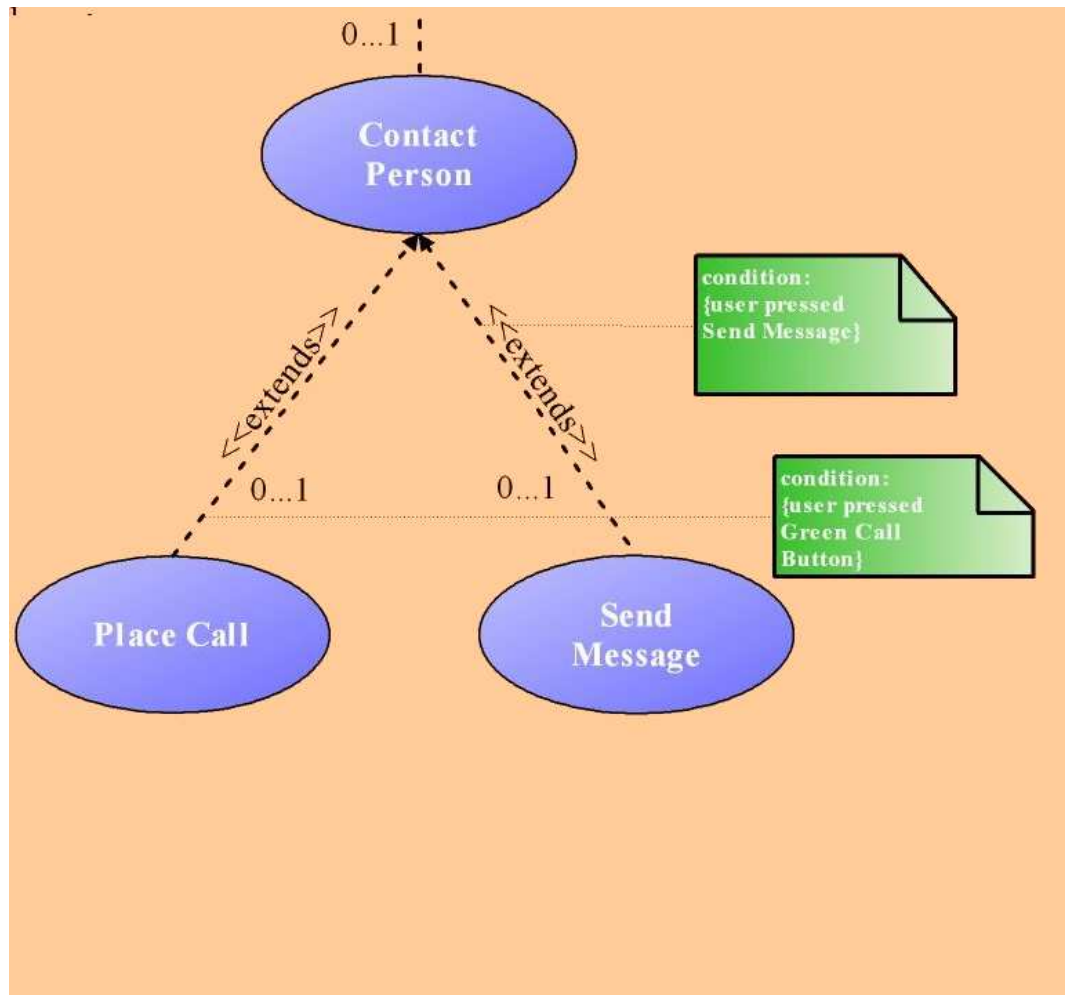 0...1
Contact
Person
condition:
{user pressed
Send Message}
<<extends>>
<<extends>>
0...1
0...1
condition:
{user pressed
Green Call
Button}
Place Call
Send
Message